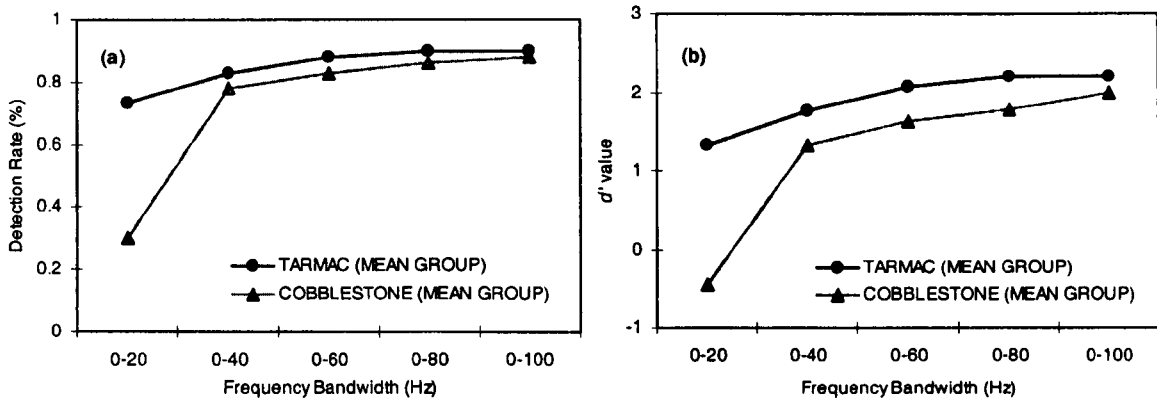 (a)
Detection Rate (%)
1
0.8
0.6
0.4
0.2
0
TARMAC (MEAN GROUP)
COBBLESTONE (MEAN GROUP)
0-20 0-40 0-60 0-80 0-100
Frequency Bandwidth (Hz)
(b)
d' value
3
2
1
0
-1
TARMAC (MEAN GROUP)
COBBLESTONE (MEAN GROUP)
0-20 0-40 0-60 0-80 0-100
Frequency Bandwidth (Hz)